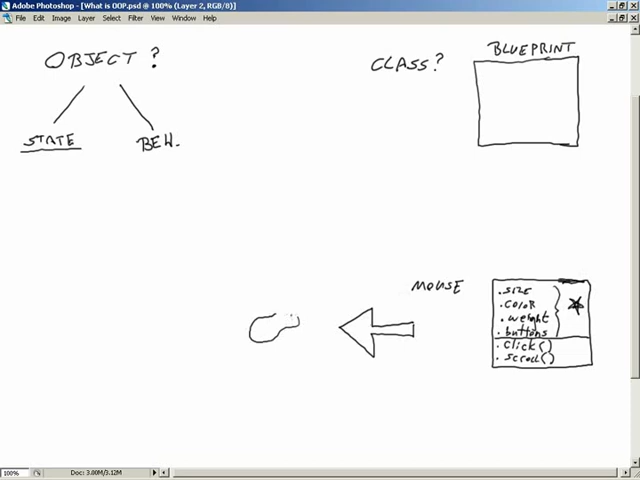 Adobe Photoshop - [What is OOP.psd @ 100% (Layer 2, RGB/8)]
File Edit Image Layer Select Filter View Window Help
BLUEPRINT
OBJECT ?
CLASS?
STATE BEH.
MOUSE
.SIZE
.COLOR
.weight
.buttons
.click()
.scroll()
100% Doc: 3.00M/3.12M